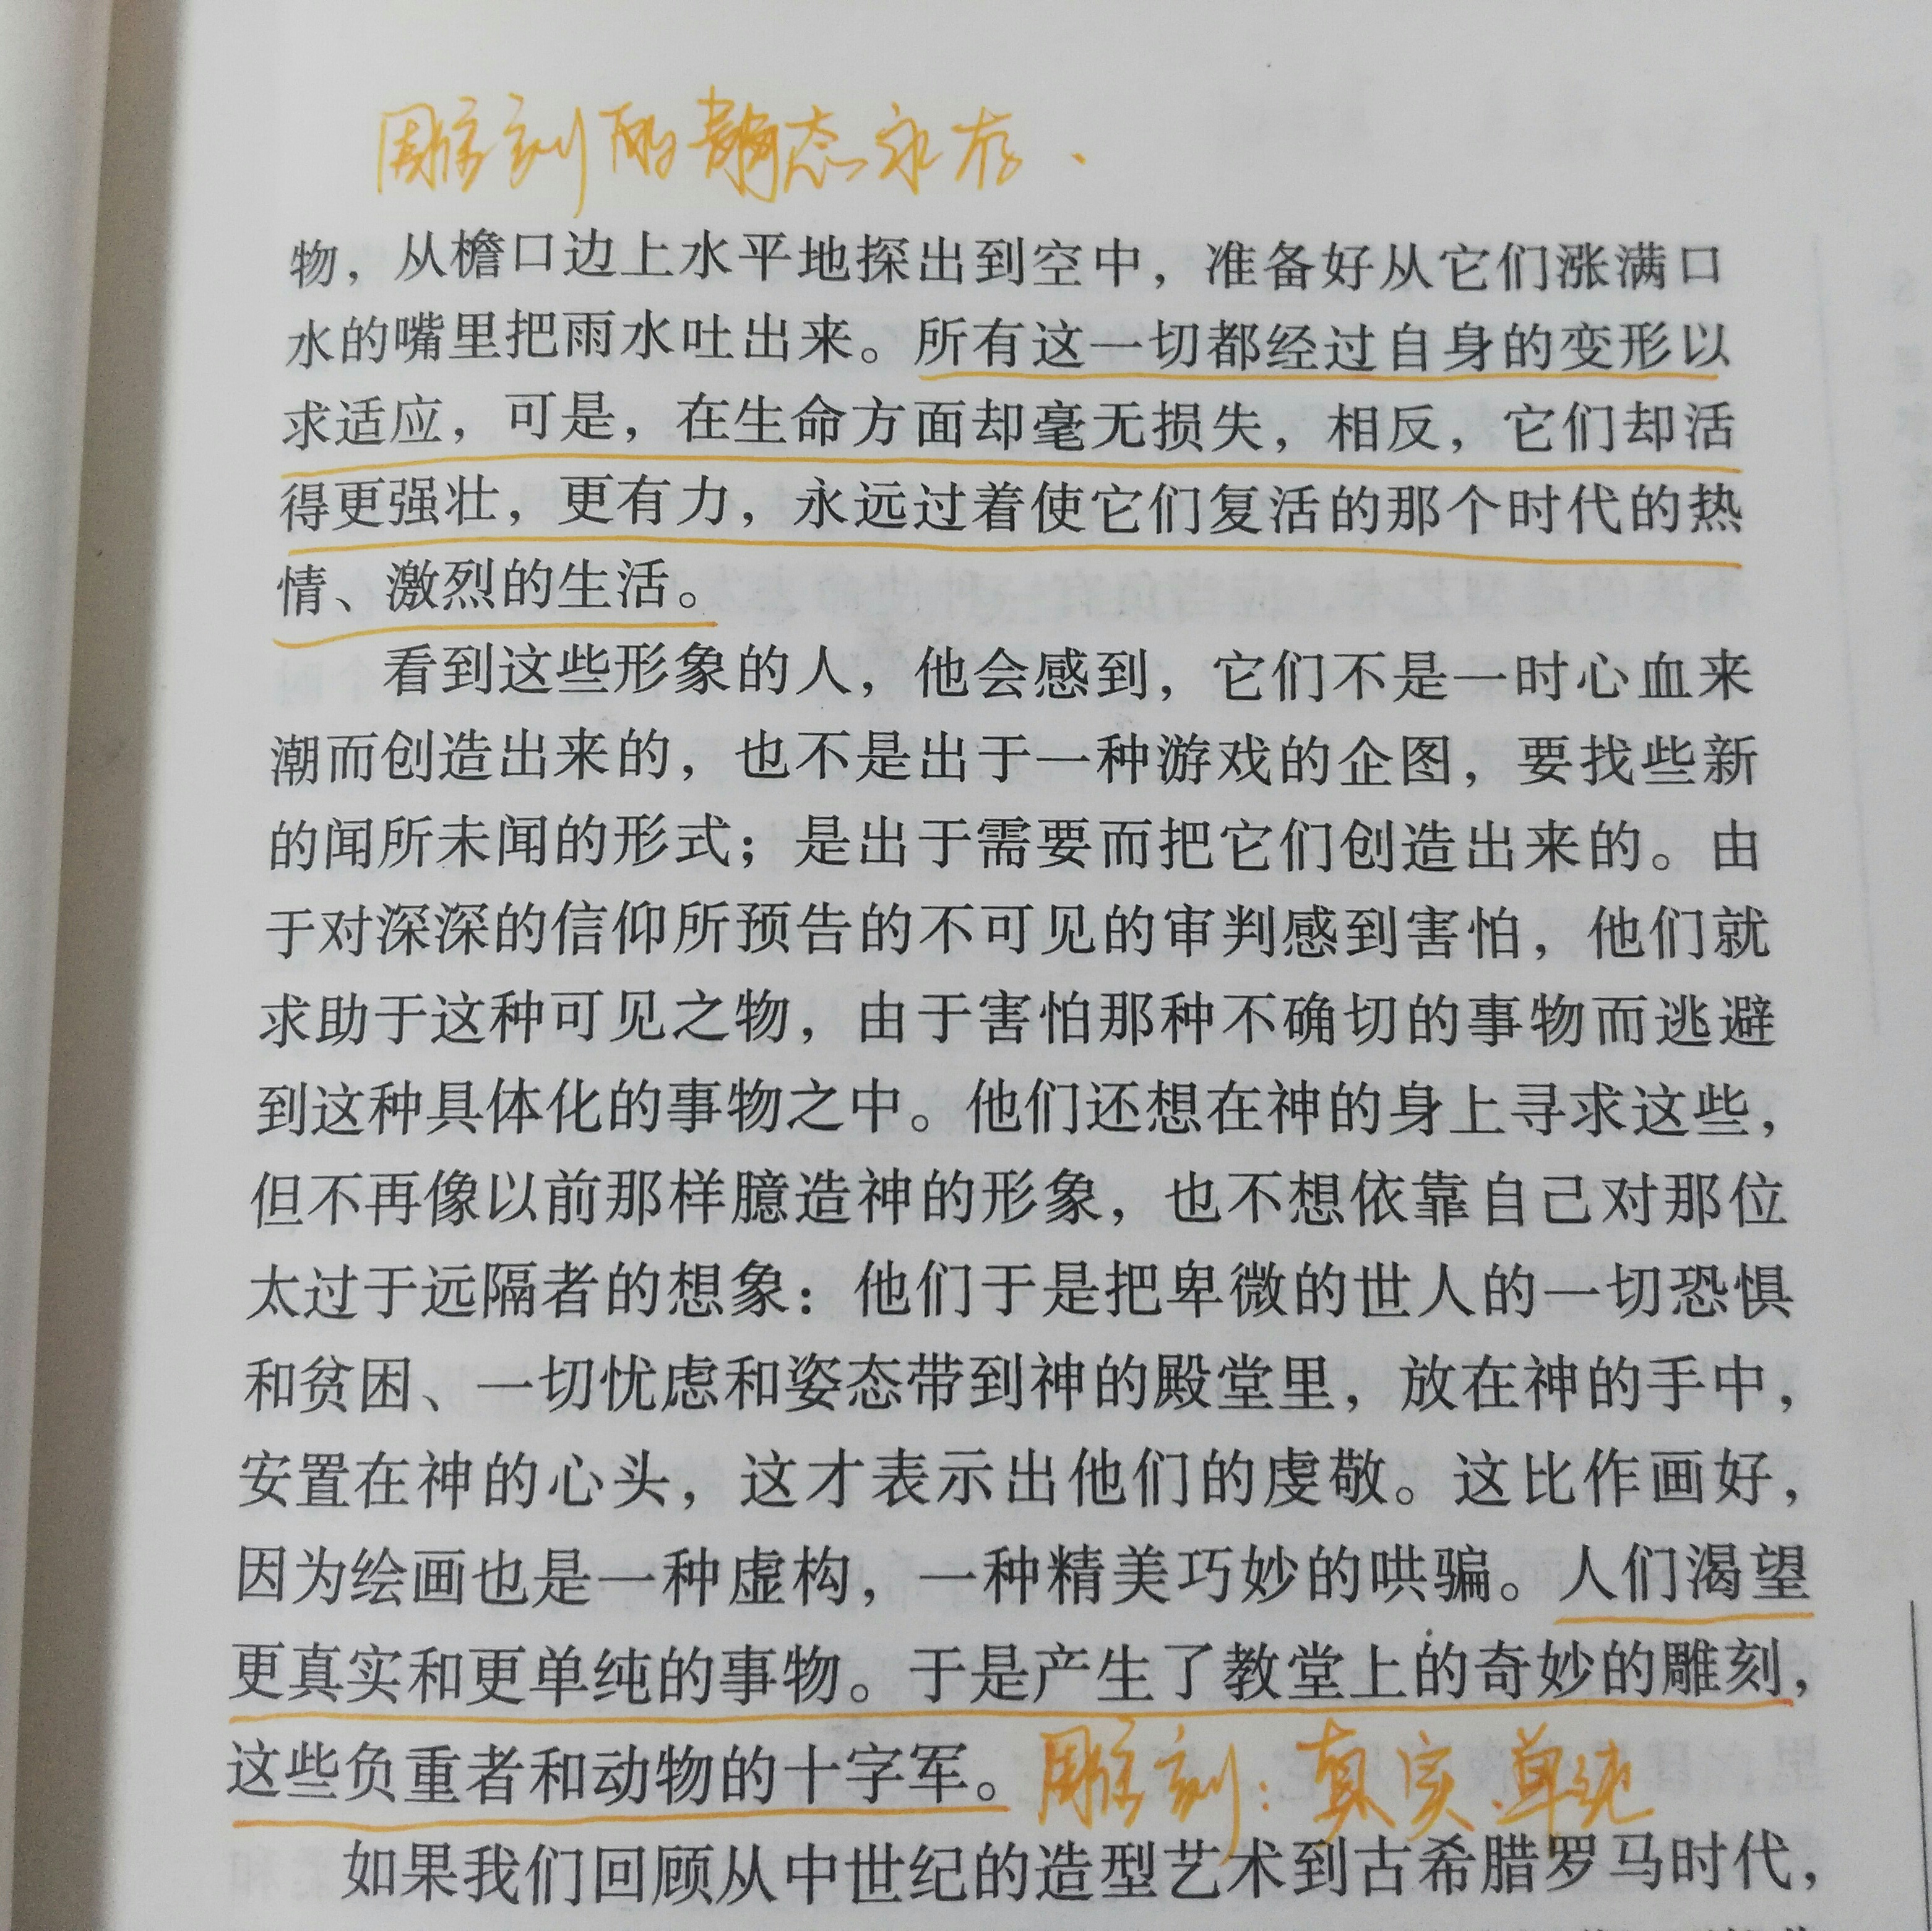 雕刻的静态永存.
物，从檐口边上水平地探出到空中，准备好从它们涨满口
水的嘴里把雨水吐出来。所有这一切都经过自身的变形以
求适应，可是，在生命方面却毫无损失，相反，它们却活
得更强壮，更有力，永远过着使它们复活的那个时代的热
情、激烈的生活。
看到这些形象的人，他会感到，它们不是一时心血来
潮而创造出来的，也不是出于一种游戏的企图，要找些新
的闻所未闻的形式；是出于需要而把它们创造出来的。由
于对深深的信仰所预告的不可见的审判感到害怕，他们就
求助于这种可见之物，由于害怕那种不确切的事物而逃避
到这种具体化的事物之中。他们还想在神的身上寻求这些，
但不再像以前那样臆造神的形象，也不想依靠自己对那位
太过于远隔者的想象：他们于是把卑微的世人的一切恐惧
和贫困、一切忧虑和姿态带到神的殿堂里，放在神的手中，
安置在神的心头，这才表示出他们的虔敬。这比作画好，
因为绘画也是一种虚构，一种精美巧妙的哄骗。人们渴望
更真实和更单纯的事物。于是产生了教堂上的奇妙的雕刻，
这些负重者和动物的十字军。雕刻：真实.单纯
如果我们回顾从中世纪的造型艺术到古希腊罗马时代，